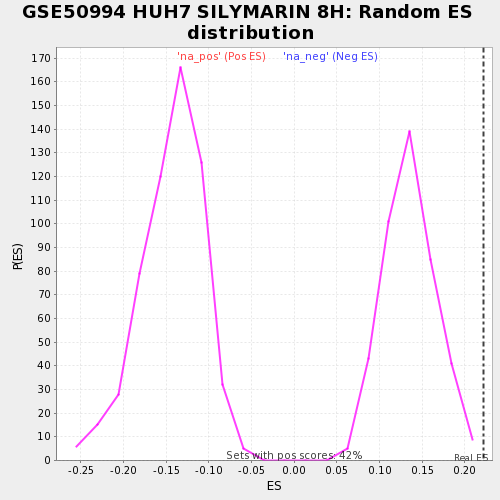 GSE50994 HUH7 SILYMARIN 8H: Random ES
distribution
'na_pos' (Pos ES) 'na_neg' (Neg ES)
170
160
150
140
130
120
110
100
90
80
70
60
50
40
30
20
10
0
P(ES)
Sets with pos scores: 42%
Real ES
-0.25 -0.20 -0.15 -0.10 -0.05 0.00 0.05 0.10 0.15 0.20
ES